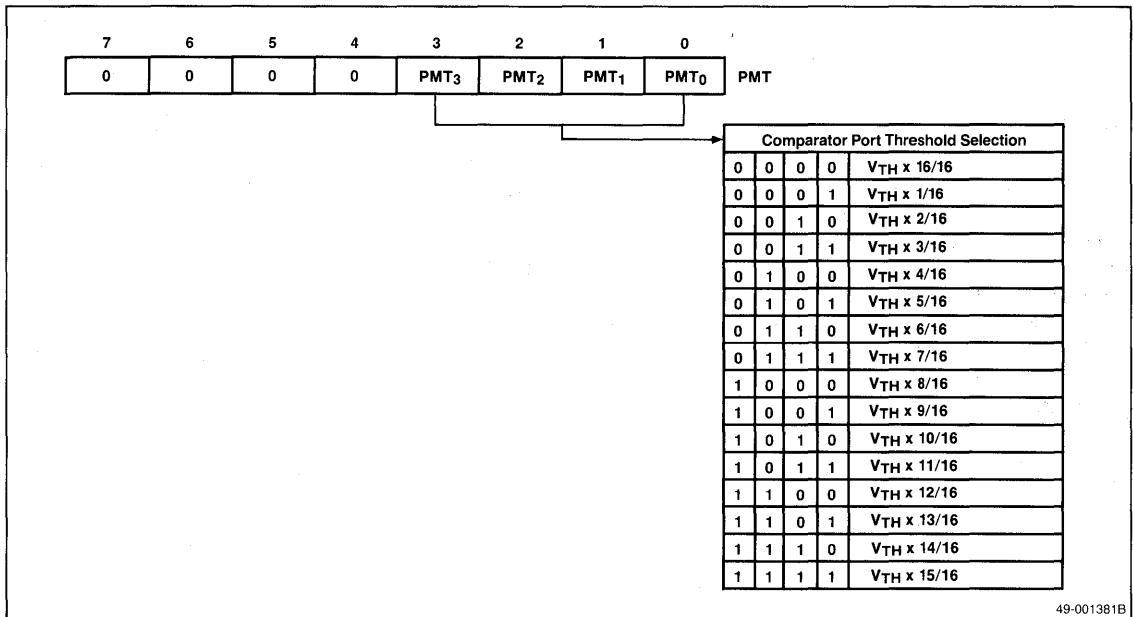 7 6 5 4 3 2 1 0
0 0 0 0 PMT₃ PMT₂ PMT₁ PMT₀ PMT
Comparator Port Threshold Selection
0 0 0 0 VTH x 16/16
0 0 0 1 VTH x 1/16
0 0 1 0 VTH x 2/16
0 0 1 1 VTH x 3/16
0 1 0 0 VTH x 4/16
0 1 0 1 VTH x 5/16
0 1 1 0 VTH x 6/16
0 1 1 1 VTH x 7/16
1 0 0 0 VTH x 8/16
1 0 0 1 VTH x 9/16
1 0 1 0 VTH x 10/16
1 0 1 1 VTH x 11/16
1 1 0 0 VTH x 12/16
1 1 0 1 VTH x 13/16
1 1 1 0 VTH x 14/16
1 1 1 1 VTH x 15/16
49-001381B